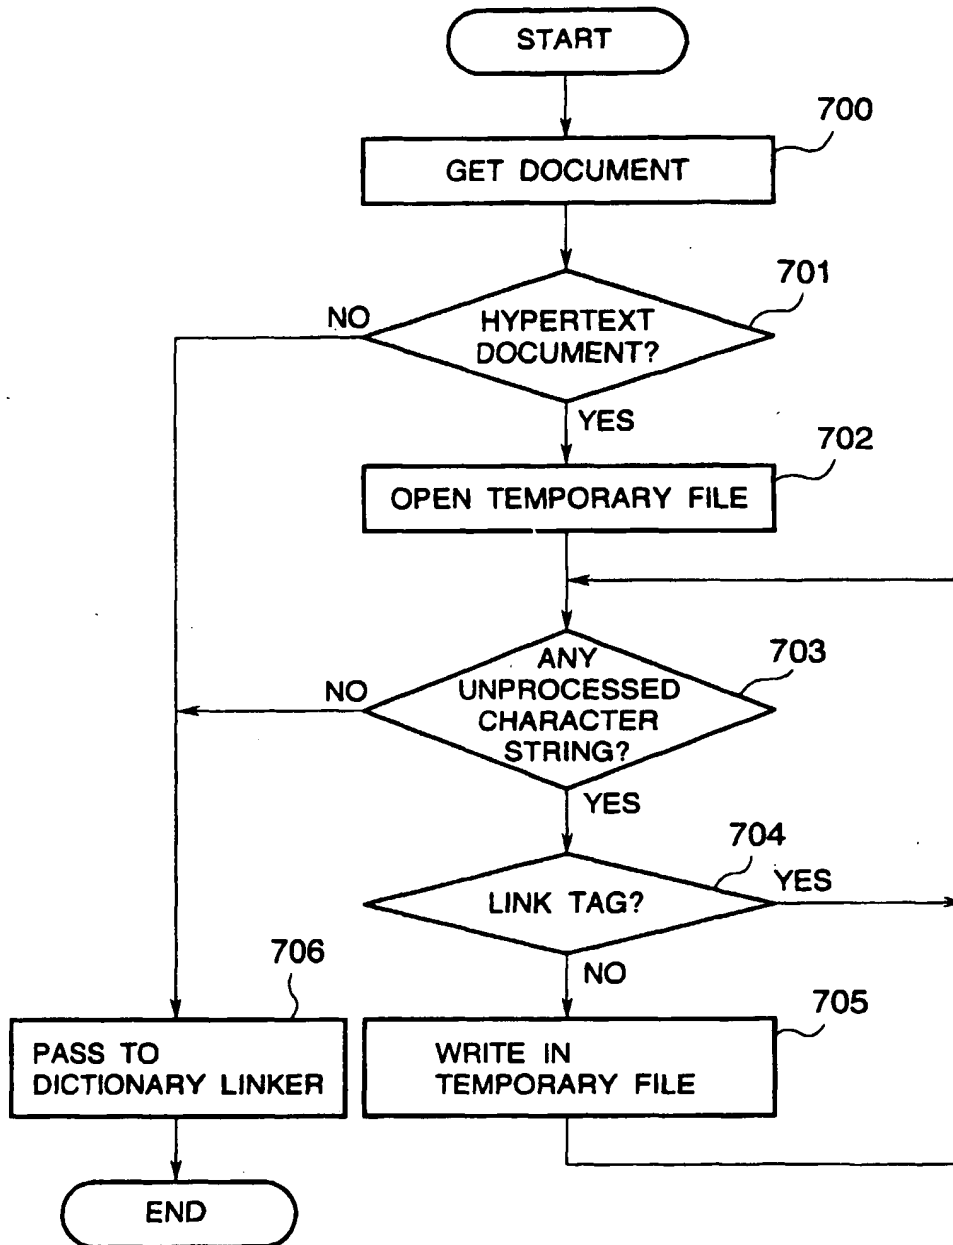 START
700
GET DOCUMENT
701
NO
HYPERTEXT
DOCUMENT?
YES
702
OPEN TEMPORARY FILE
703
NO
ANY
UNPROCESSED
CHARACTER
STRING?
YES
704
LINK TAG?
YES
NO
706
705
PASS TO
DICTIONARY LINKER
WRITE IN
TEMPORARY FILE
END